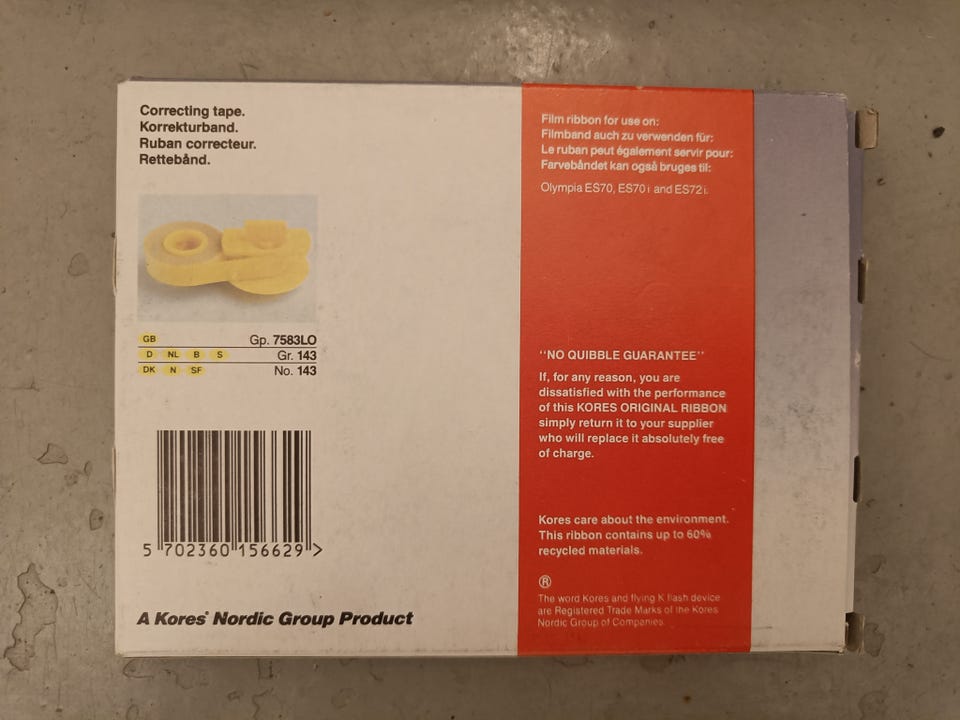 Correcting tape.
Korrekturband.
Ruban correcteur.
Rettebånd.
GB Gp. 7583LO
D NL B S Gr. 143
DK N SF No. 143
5 702360 156629 >
A Kores® Nordic Group Product
Film ribbon for use on:
Filmband auch zu verwenden für:
Le ruban peut également servir pour:
Farvebåndet kan også bruges til:
Olympia ES70, ES70i and ES72i.
"NO QUIBBLE GUARANTEE"
If, for any reason, you are
dissatisfied with the performance
of this KORES ORIGINAL RIBBON
simply return it to your supplier
who will replace it absolutely free
of charge.
Kores care about the environment.
This ribbon contains up to 60%
recycled materials.
®
The word Kores and flying K flash device
are Registered Trade Marks of the Kores
Nordic Group of Companies.